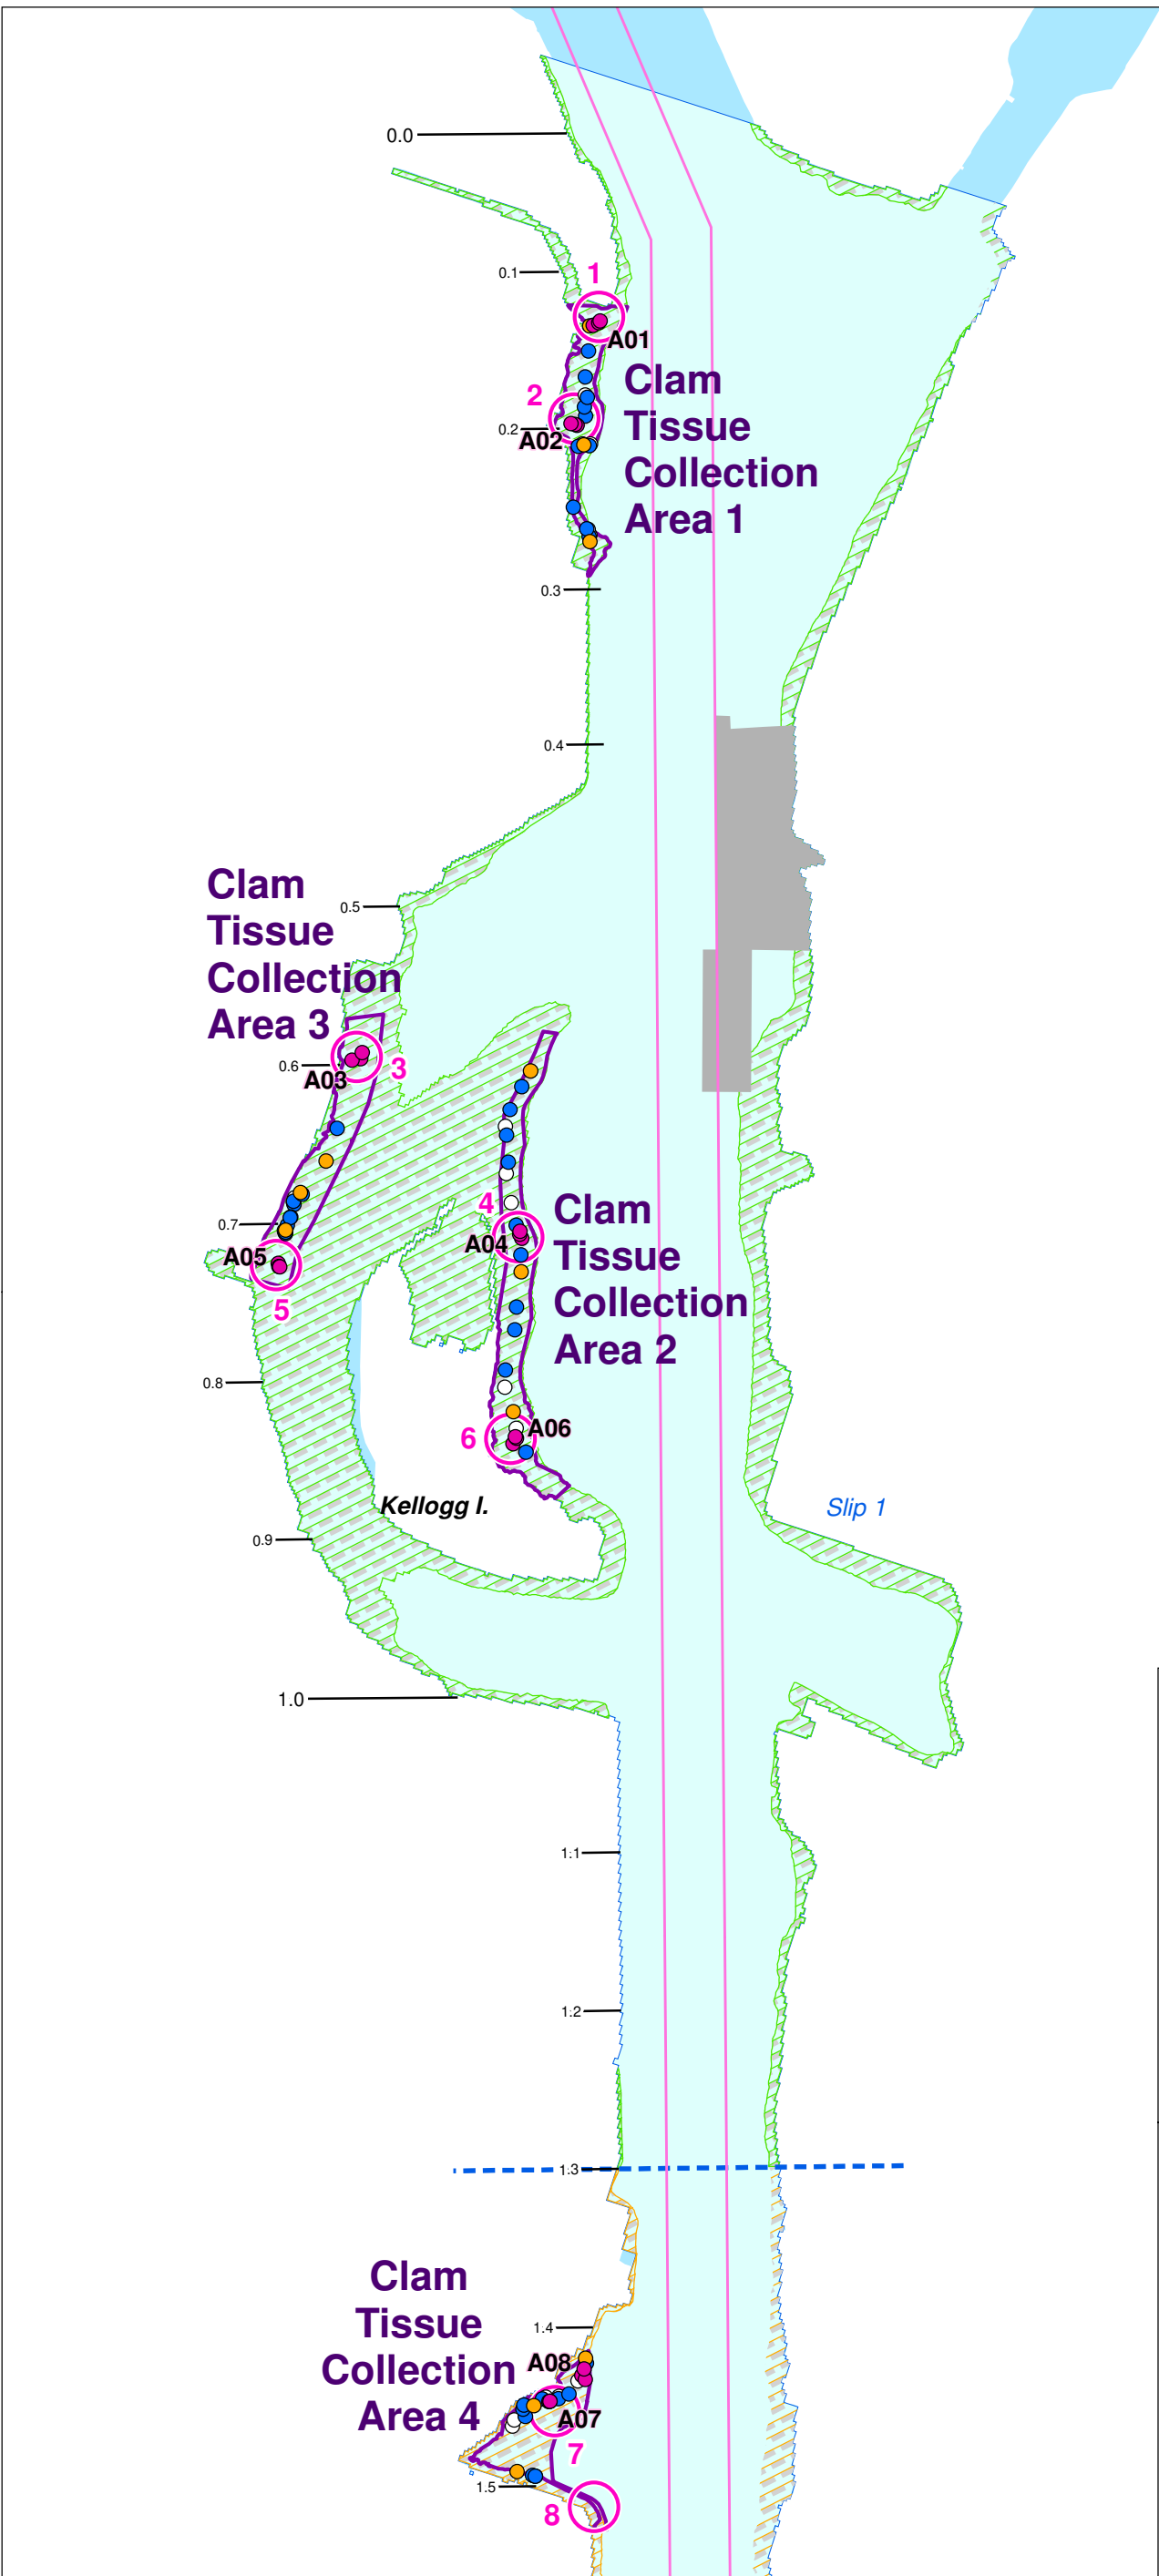 0.0
0.1
1
A01
Clam
Tissue
Collection
Area 1
2
0.2
A02
0.3
0.4
Clam
Tissue
Collection
Area 3
0.5
0.6
A03
3
4
A04
Clam
Tissue
Collection
Area 2
0.7
A05
5
0.8
6
A06
Kellogg I.
Slip 1
0.9
1.0
1.1
1.2
1.3
Clam
Tissue
Collection
Area 4
1.4
A08
A07
7
1.5
8